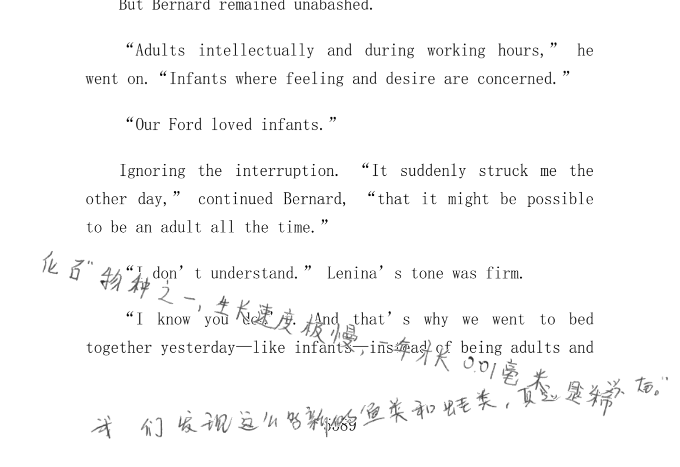 But Bernard remained unabashed.
“Adults intellectually and during working hours,” he
went on. “Infants where feeling and desire are concerned.”
“Our Ford loved infants.”
Ignoring the interruption. “It suddenly struck me the
other day,” continued Bernard, “that it might be possible
to be an adult all the time.”
“I don’t understand.” Lenina’s tone was firm.
“I know you don’t. And that’s why we went to bed
together yesterday—like infants—instead of being adults and
化石”物种之一，生长速度极慢，一年才长0.01毫米
我们发现这么多新的鱼类和蛙类，真是